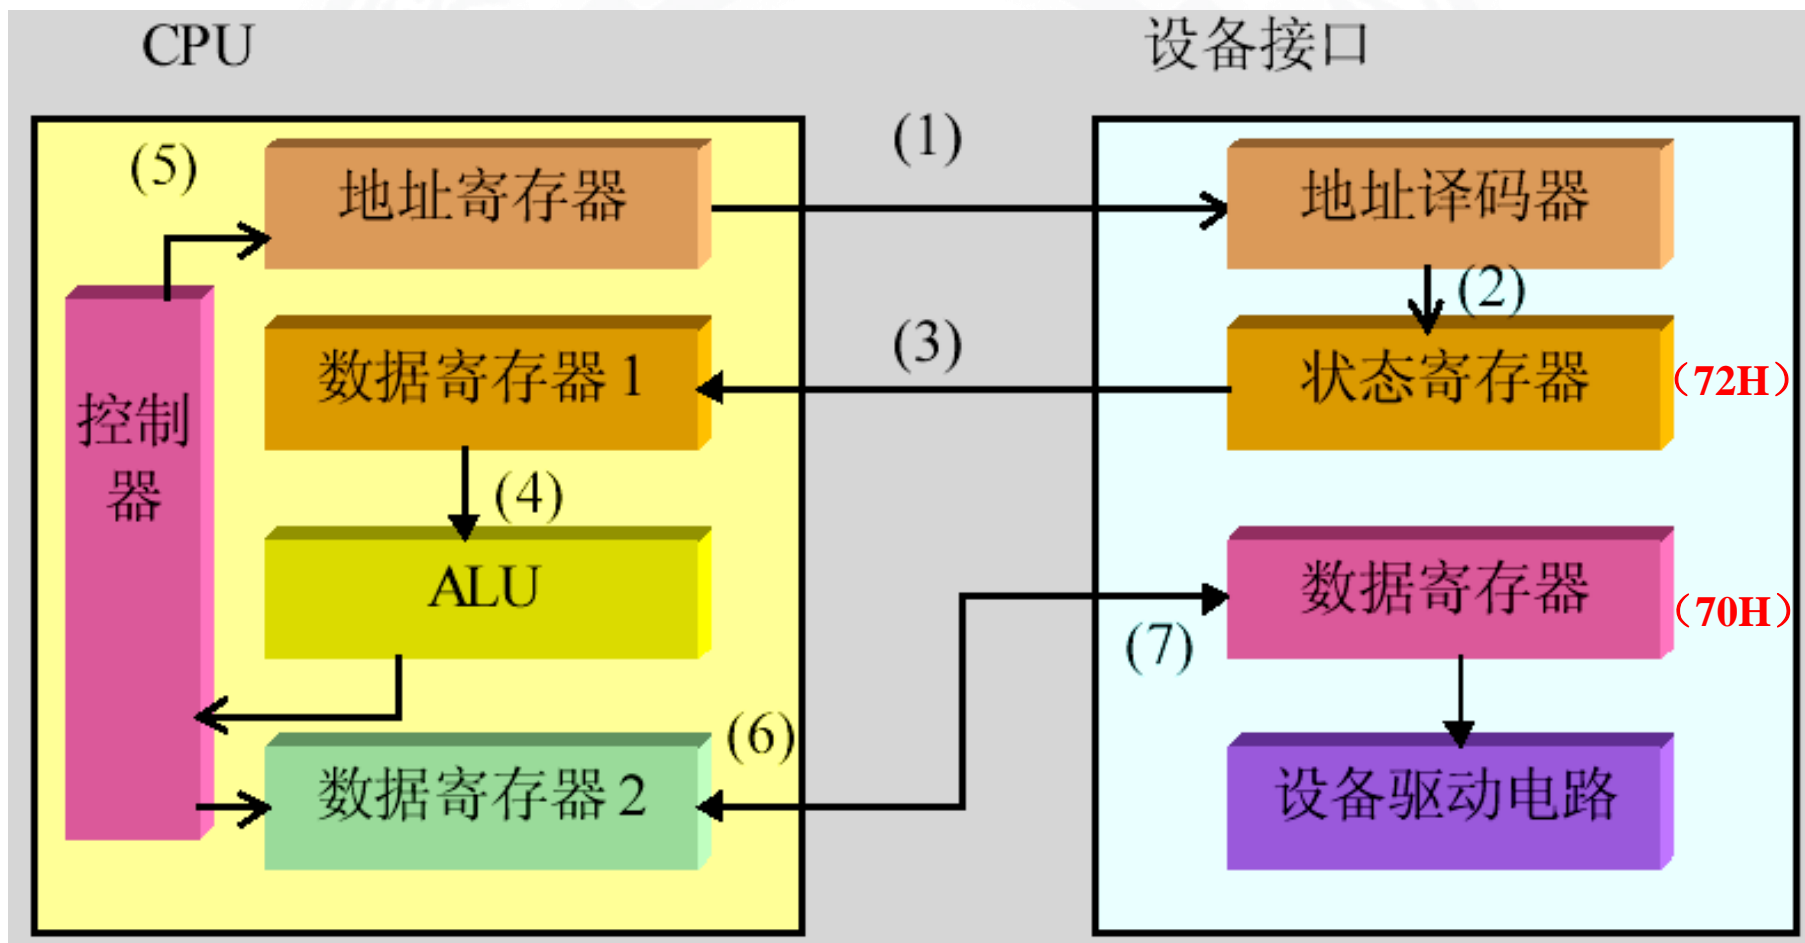 CPU
设备接口
(5)
地址寄存器
(1)
地址译码器
(2)
数据寄存器1
(3)
状态寄存器
（72H）
控制
器
(4)
ALU
数据寄存器
（70H）
(7)
(6)
数据寄存器2
设备驱动电路